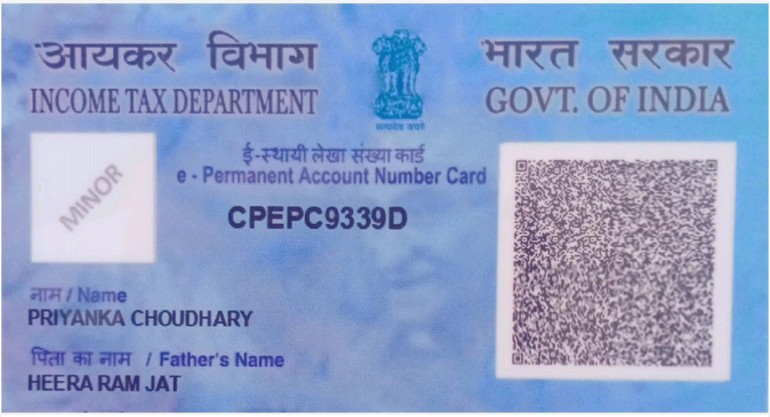 आयकर विभाग
INCOME TAX DEPARTMENT
सत्यमेव जयते
भारत सरकार
GOVT. OF INDIA
ई-स्थायी लेखा संख्या कार्ड
e - Permanent Account Number Card
CPEPC9339D
MINOR
नाम / Name
PRIYANKA CHOUDHARY
पिता का नाम / Father's Name
HEERA RAM JAT